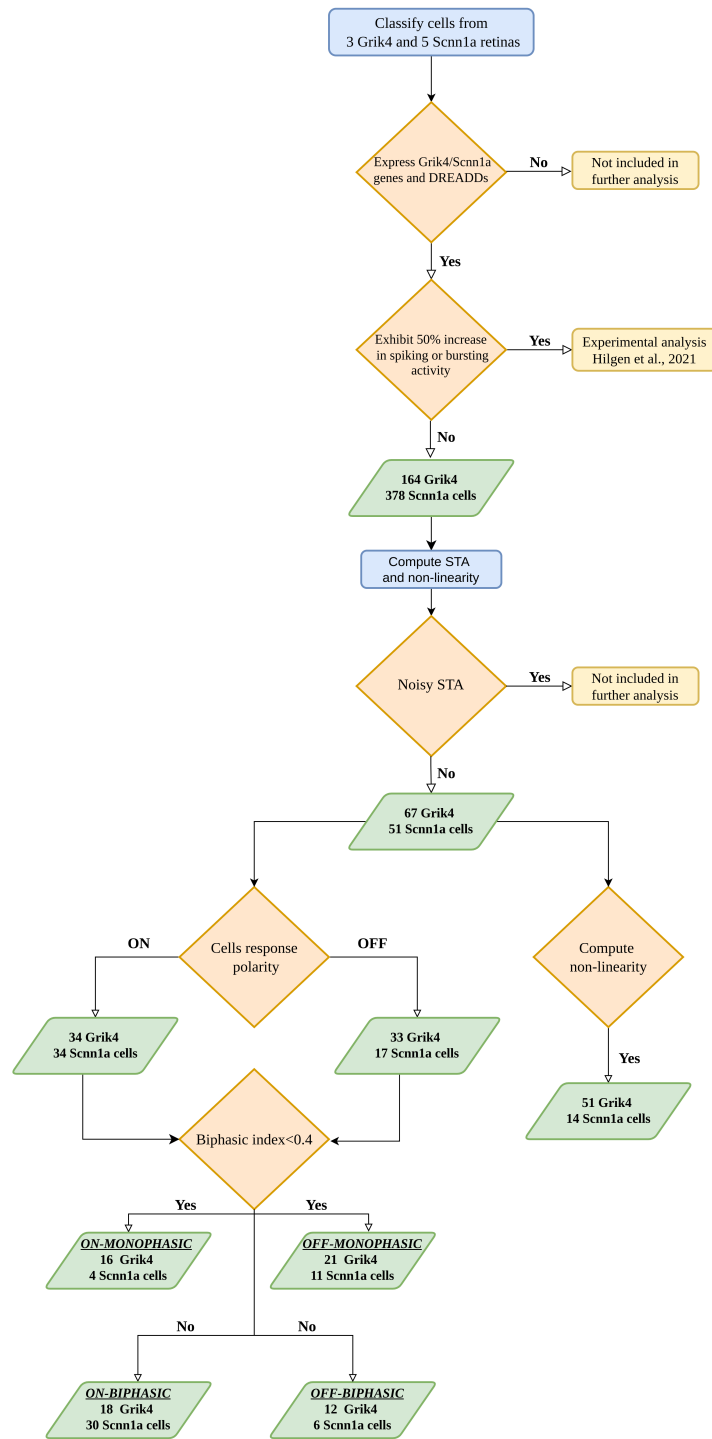 Classify cells from
3 Grik4 and 5 Scnn1a retinas
Express Grik4/Scnn1a
genes and DREADDs
No
Not included in
further analysis
Yes
Exhibit 50% increase
in spiking or bursting
activity
Yes
Experimental analysis
Hilgen et al., 2021
No
164 Grik4
378 Scnn1a cells
Compute STA
and non-linearity
Noisy STA
Yes
Not included in
further analysis
No
67 Grik4
51 Scnn1a cells
Cells response
polarity
ON
OFF
Compute
non-linearity
34 Grik4
34 Scnn1a cells
33 Grik4
17 Scnn1a cells
Yes
51 Grik4
14 Scnn1a cells
Biphasic index<0.4
Yes
Yes
ON-MONOPHASIC
16 Grik4
4 Scnn1a cells
OFF-MONOPHASIC
21 Grik4
11 Scnn1a cells
No
No
ON-BIPHASIC
18 Grik4
30 Scnn1a cells
OFF-BIPHASIC
12 Grik4
6 Scnn1a cells